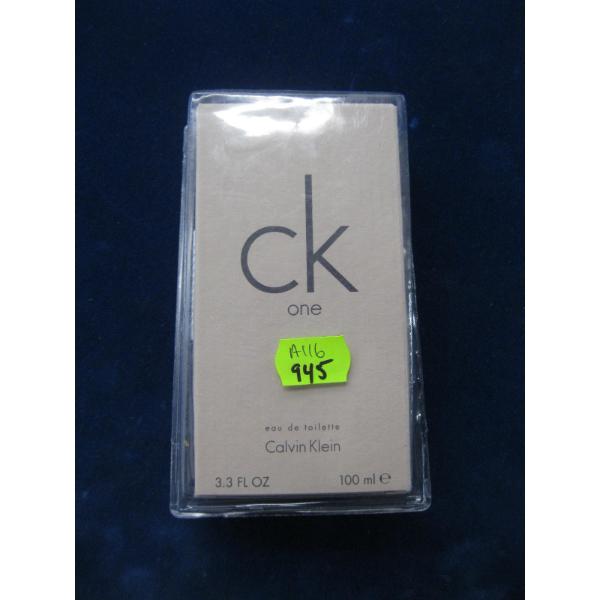 ck
one
A116
945
eau de toilette
Calvin Klein
3.3 FL OZ 100 ml e